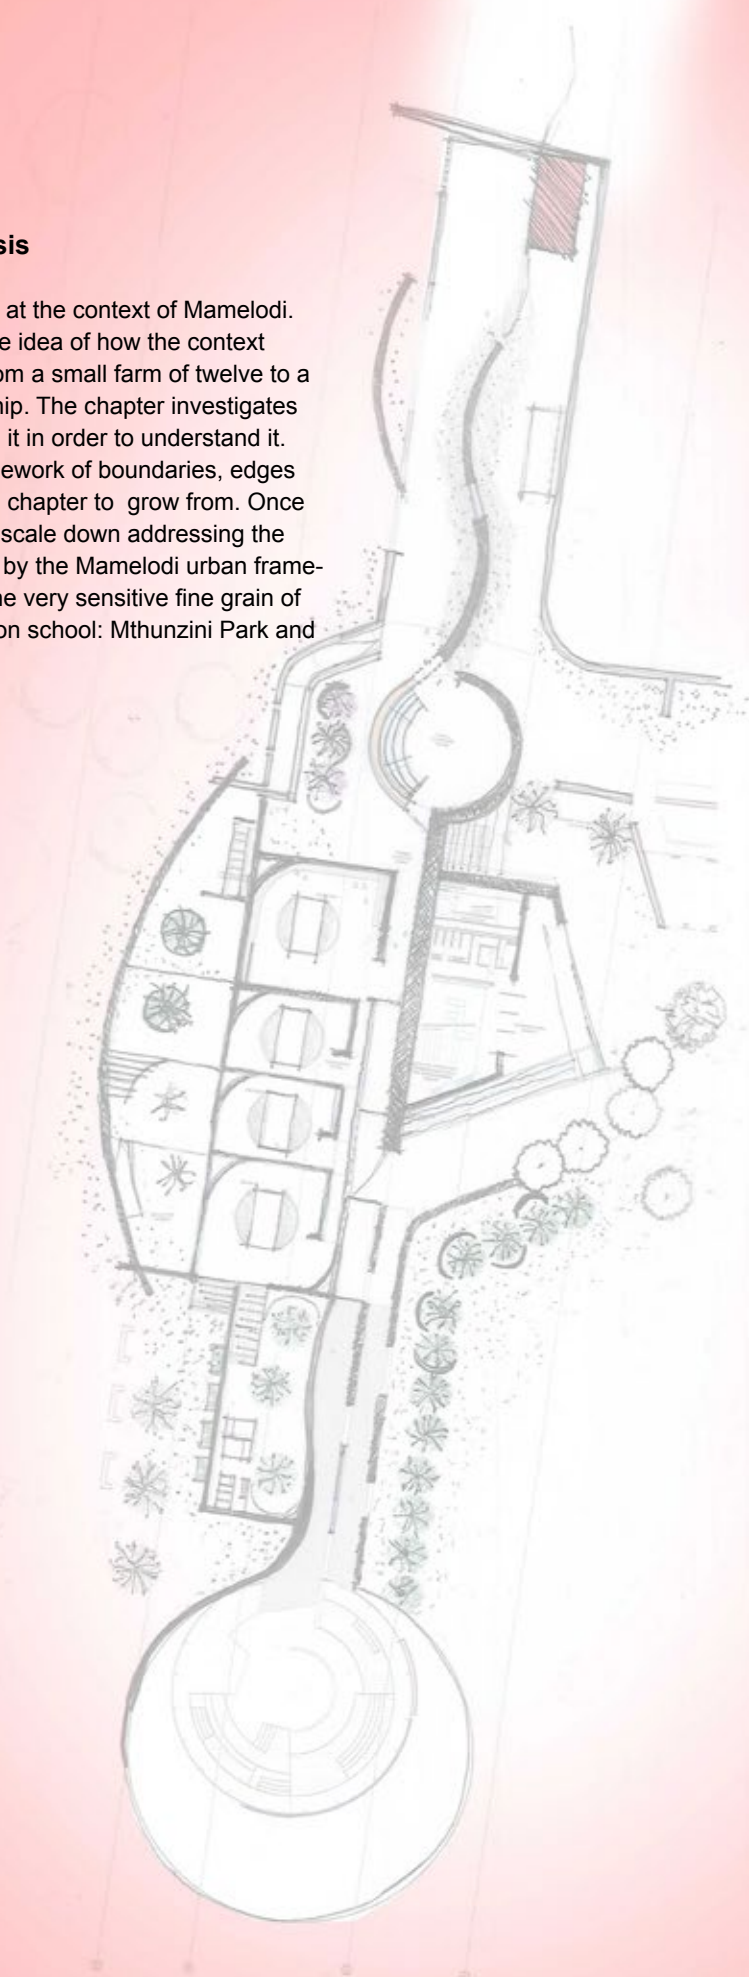 sis
at the context of Mamelodi.
e idea of how the context
om a small farm of twelve to a
hip. The chapter investigates
it in order to understand it.
ework of boundaries, edges
chapter to grow from. Once
scale down addressing the
by the Mamelodi urban frame-
he very sensitive fine grain of
on school: Mthunzini Park and